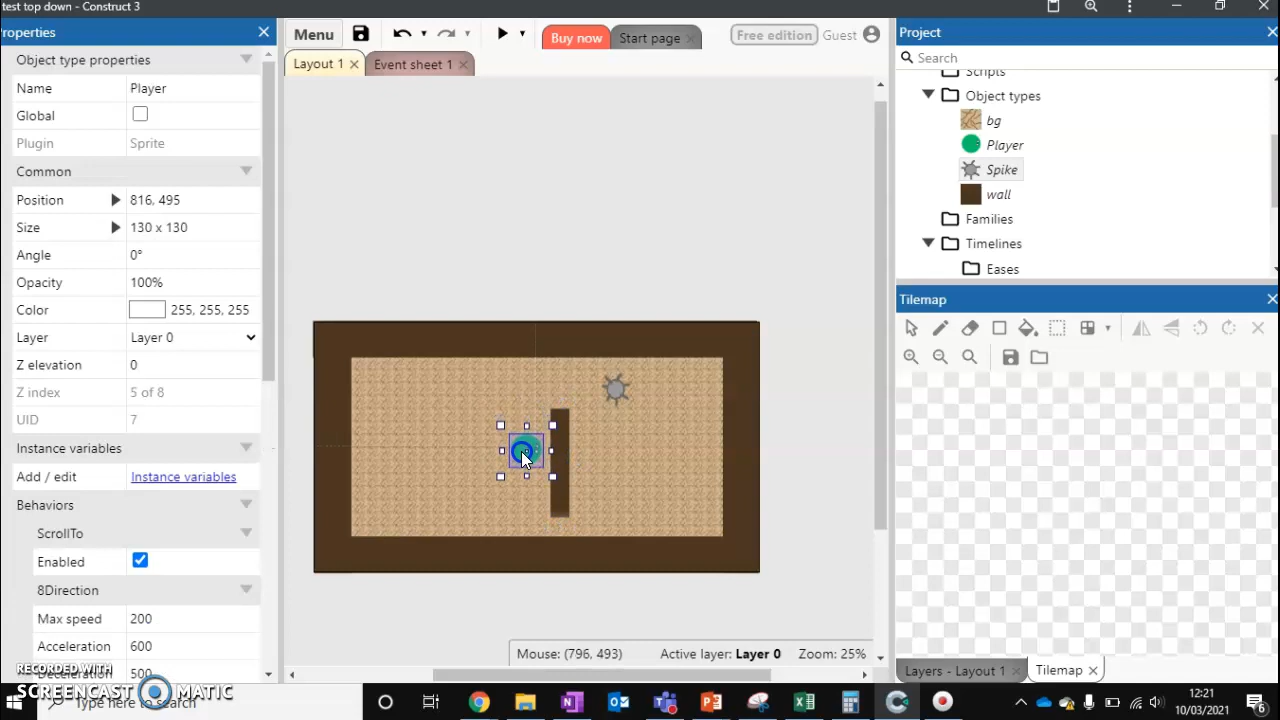 test top down - Construct 3
Properties
Object type properties
Name Player
Global
Plugin Sprite
Common
Position 816, 495
Size 130 x 130
Angle 0°
Opacity 100%
Color 255, 255, 255
Layer Layer 0
Z elevation 0
Z index 5 of 8
UID 7
Instance variables
Add / edit Instance variables
Behaviors
ScrollTo
Enabled
8Direction
Max speed 200
Acceleration 600
Deceleration 500
RECORDED WITH
SCREENCAST MATIC
Type here to search
Menu
Buy now
Start page
Free edition
Guest
Layout 1
Event sheet 1
Mouse: (796, 493) Active layer: Layer 0 Zoom: 25%
Project
Search
Scripts
Object types
bg
Player
Spike
wall
Families
Timelines
Eases
Tilemap
Layers - Layout 1
Tilemap
12:21
10/03/2021
6